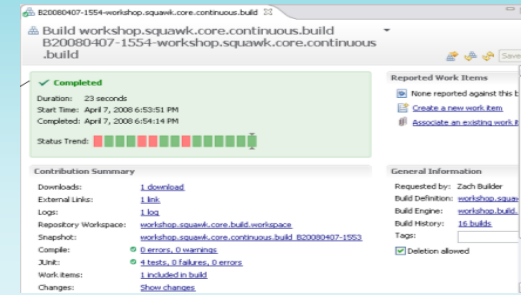 B20080407-1554-workshop.squawk.core.continuous.build
Build workshop.squawk.core.continuous.build
B20080407-1554-workshop.squawk.core.continuous
.build
Save
Completed
Duration: 23 seconds
Start Time: April 7, 2008 6:53:51 PM
Completed: April 7, 2008 6:54:14 PM
Status Trend:
Reported Work Items
None reported against this b
Create a new work item
Associate an existing work it
Contribution Summary
Downloads: 1 download
External Links: 1 link
Logs: 1 log
Repository Workspace: workshop.squawk.core.build.workspace
Snapshot: workshop.squawk.core.continuous.build B20080407-1553
Compile: 0 errors, 0 warnings
JUnit: 4 tests, 0 failures, 0 errors
Work items: 1 included in build
Changes: Show changes
General Information
Requested by: Zach Builder
Build Definition: workshop.squaw
Build Engine: workshop.build.
Build History: 16 builds
Tags:
Deletion allowed